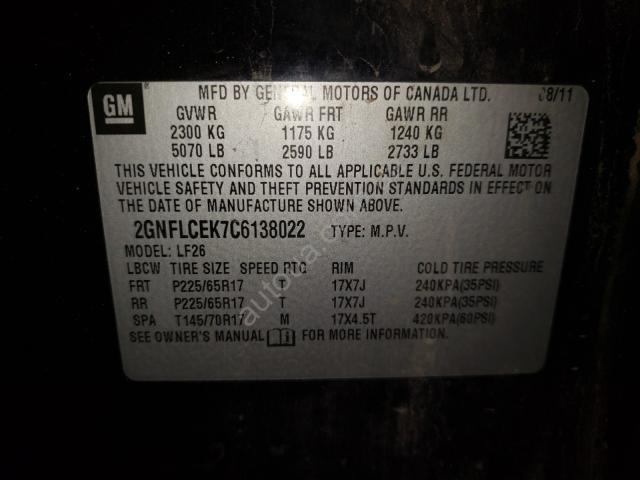 GM
MFD BY GENERAL MOTORS OF CANADA LTD. 08/11
GVWR GAWR FRT GAWR RR
2300 KG 1175 KG 1240 KG
5070 LB 2590 LB 2733 LB
THIS VEHICLE CONFORMS TO ALL APPLICABLE U.S. FEDERAL MOTOR
VEHICLE SAFETY AND THEFT PREVENTION STANDARDS IN EFFECT ON
THE DATE OF MANUFACTURE SHOWN ABOVE.
2GNFLCEK7C6138022 TYPE: M.P.V.
MODEL: LF26
LBCW TIRE SIZE SPEED RTG RIM COLD TIRE PRESSURE
FRT P225/65R17 T 17X7J 240KPA(35PSI)
RR P225/65R17 T 17X7J 240KPA(35PSI)
SPA T145/70R17 M 17X4.5T 420KPA(60PSI)
SEE OWNER'S MANUAL FOR MORE INFORMATION.